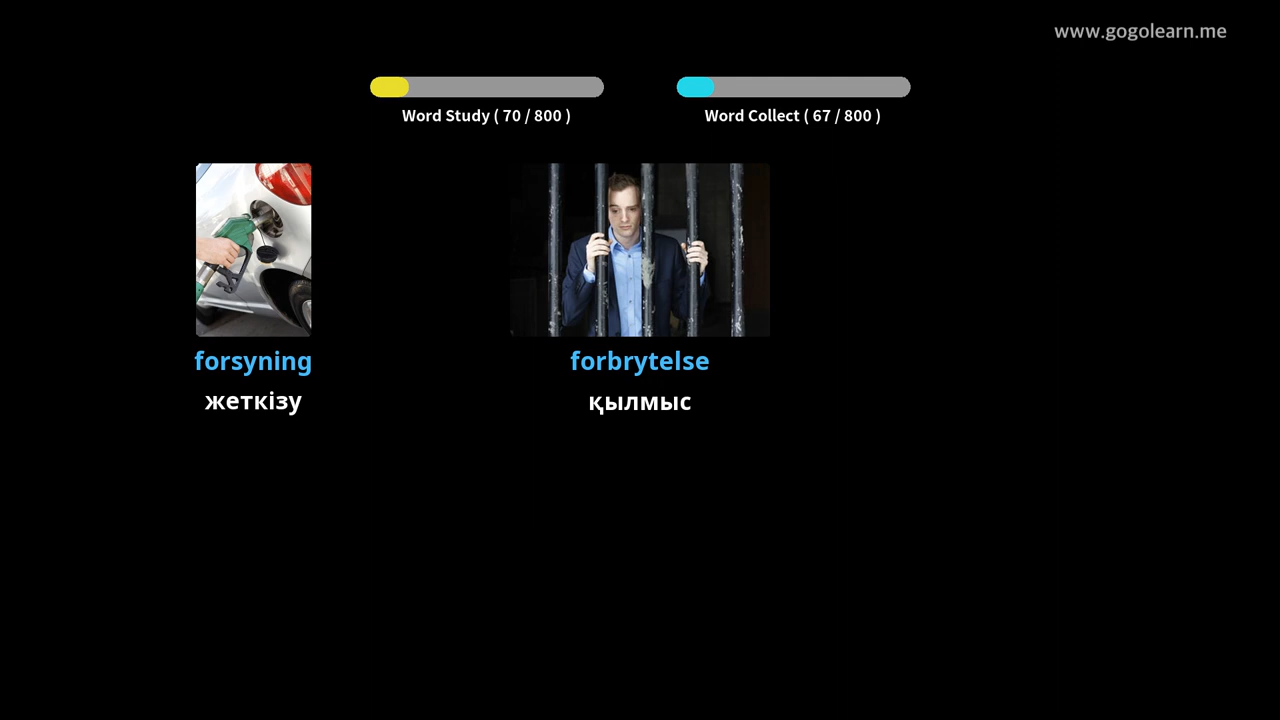 www.gogolearn.me
Word Study ( 70 / 800 )
Word Collect ( 67 / 800 )
forsyning
forbrytelse
жеткізу
қылмыс